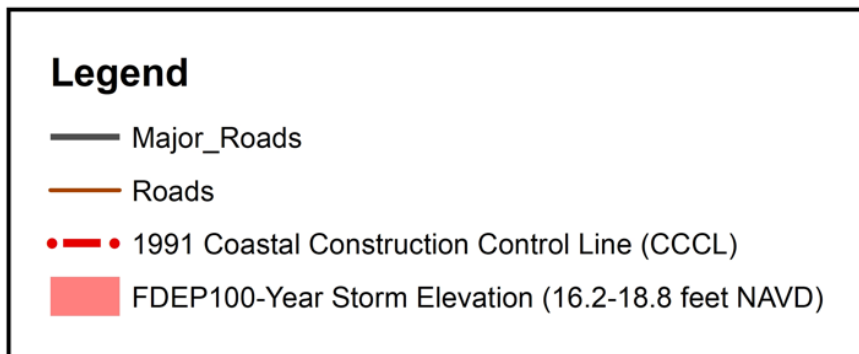 Legend
Major_Roads
Roads
1991 Coastal Construction Control Line (CCCL)
FDEP100-Year Storm Elevation (16.2-18.8 feet NAVD)